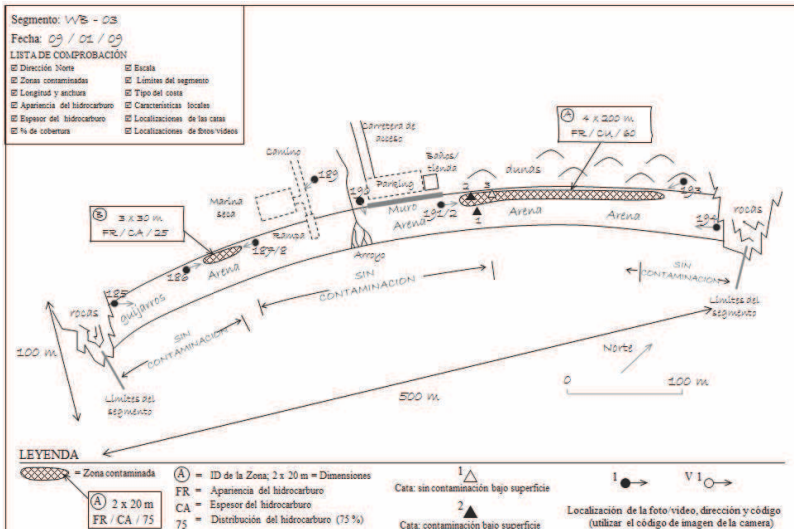 Segmento: WB - 03
Fecha: 09 / 01 / 09
LISTA DE COMPROBACIÓN
☑ Dirección Norte
☑ Zonas contaminadas
☑ Longitud y anchura
☑ Apariencia del hidrocarburo
☑ Espesor del hidrocarburo
☑ % de cobertura
☑ Escala
☑ Límites del segmento
☑ Tipo del costa
☑ Características locales
☑ Localizaciones de las catas
☑ Localizaciones de fotos/vídeos
A 4 x 200 m
FR / CU / 60
Carretera de
acceso
Camino
189
Baños/
tienda
dunas
Parking
190
Marina
seca
Muro
2
3
193
B 3 x 30 m
FR / CA / 25
191/2
1
Arena
Arena
Arena
194
rocas
Rampa
187/8
186
Arena
Arroyo
185
guijarros
rocas
SIN
CONTAMINACION
SIN
CONTAMINACION
SIN
CONTAMINACION
Límites del
segmento
100 m
Límites del
segmento
Norte
0
100 m
500 m
LEYENDA
= Zona contaminada
A 2 x 20 m
FR / CA / 75
A = ID de la Zona; 2 x 20 m = Dimensiones
FR = Apariencia del hidrocarburo
CA = Espesor del hidrocarburo
75 = Distribución del hidrocarburo (75 %)
1
Cata: sin contaminación bajo superficie
2
Cata: contaminación bajo superficie
1
V 1
Localización de la foto/video, dirección y código
(utilizar el código de imagen de la camera)